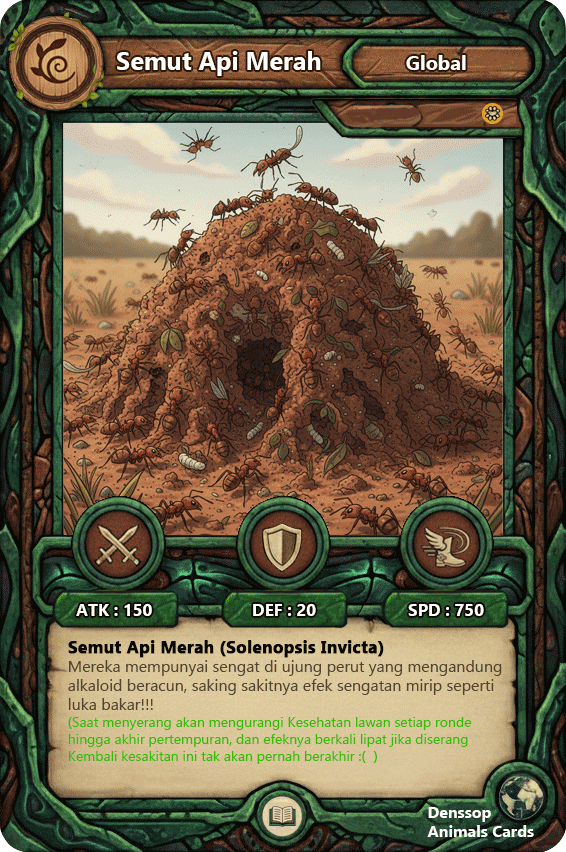 Semut Api Merah
Global
ATK : 150
DEF : 20
SPD : 750
Semut Api Merah (Solenopsis Invicta)
Mereka mempunyai sengat di ujung perut yang mengandung
alkaloid beracun, saking sakitnya efek sengatan mirip seperti
luka bakar!!!
(Saat menyerang akan mengurangi Kesehatan lawan setiap ronde
hingga akhir pertempuran, dan efeknya berkali lipat jika diserang
Kembali kesakitan ini tak akan pernah berakhir :(  )
Denssop
Animals Cards